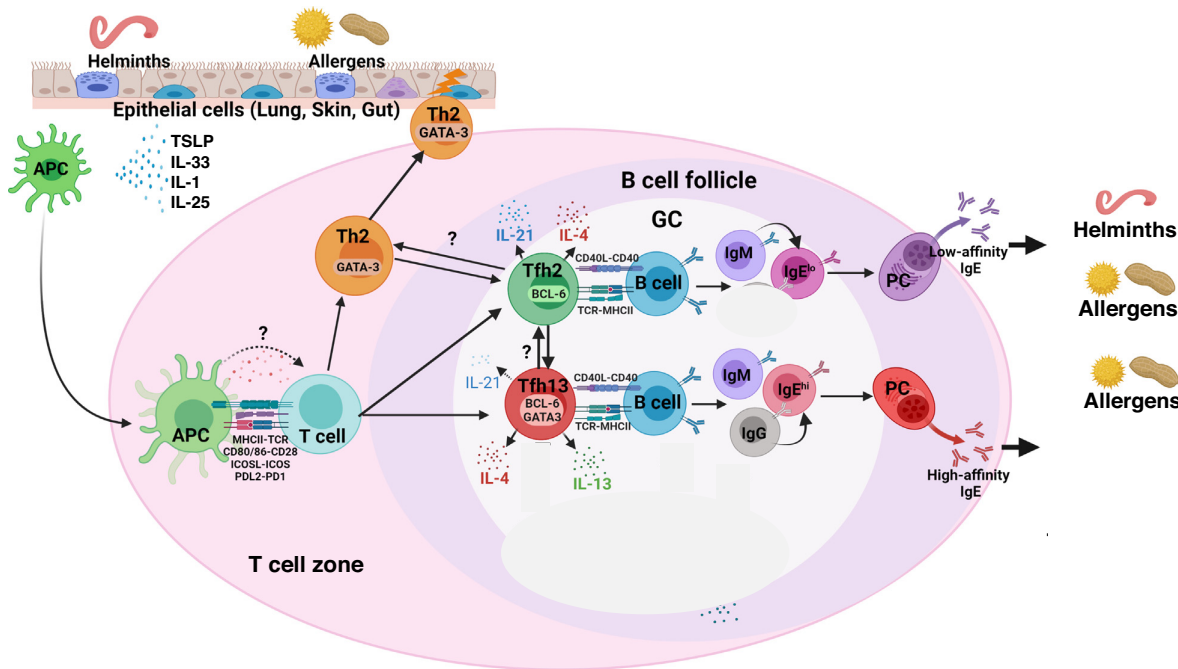 Helminths
Allergens
Epithelial cells (Lung, Skin, Gut)
APC
TSLP
IL-33
IL-1
IL-25
Th2
GATA-3
B cell follicle
GC
Th2
GATA-3
?
IL-21
IL-4
Tfh2
BCL-6
CD40L-CD40
TCR-MHCII
B cell
IgM
IgElo
PC
Low-affinity
IgE
Helminths
Allergens
?
APC
T cell
MHCII-TCR
CD80/86-CD28
ICOSL-ICOS
PDL2-PD1
?
IL-21
Tfh13
BCL-6
GATA3
CD40L-CD40
TCR-MHCII
B cell
IgM
IgEhi
IgG
PC
High-affinity
IgE
Allergens
IL-4
IL-13
T cell zone